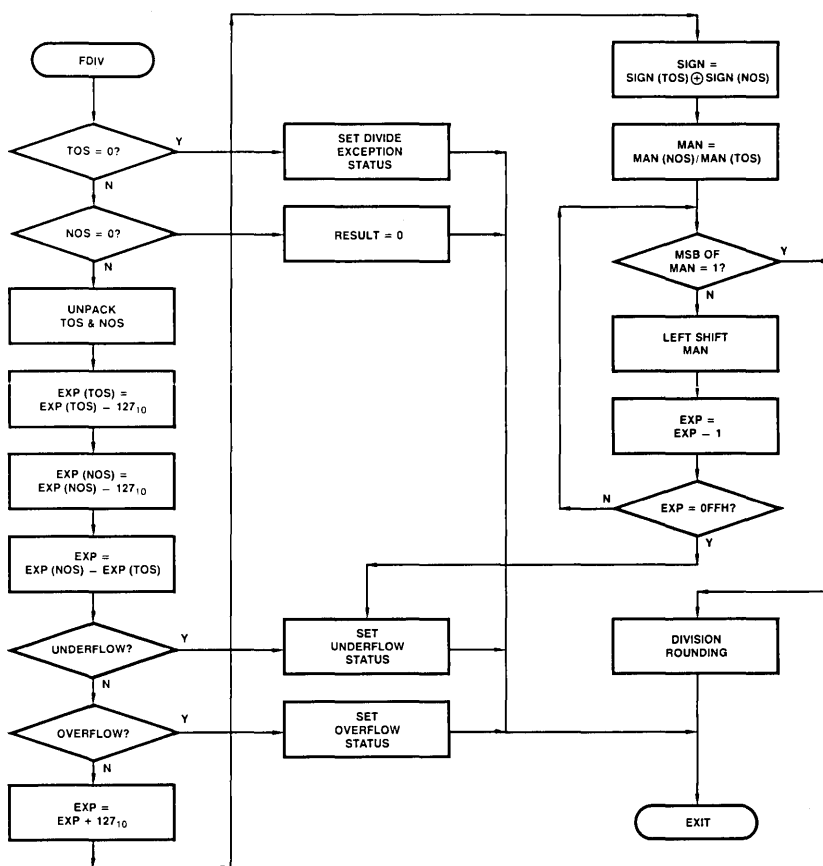 FDIV
TOS = 0?
Y
N
SET DIVIDE
EXCEPTION
STATUS
NOS = 0?
N
RESULT = 0
UNPACK
TOS & NOS
EXP (TOS) =
EXP (TOS) − 127₁₀
EXP (NOS) =
EXP (NOS) − 127₁₀
EXP =
EXP (NOS) − EXP (TOS)
UNDERFLOW?
Y
N
SET
UNDERFLOW
STATUS
OVERFLOW?
Y
N
SET
OVERFLOW
STATUS
EXP =
EXP + 127₁₀
SIGN =
SIGN (TOS) ⊕ SIGN (NOS)
MAN =
MAN (NOS)/MAN (TOS)
MSB OF
MAN = 1?
Y
N
LEFT SHIFT
MAN
EXP =
EXP − 1
EXP = 0FFH?
N
Y
DIVISION
ROUNDING
EXIT